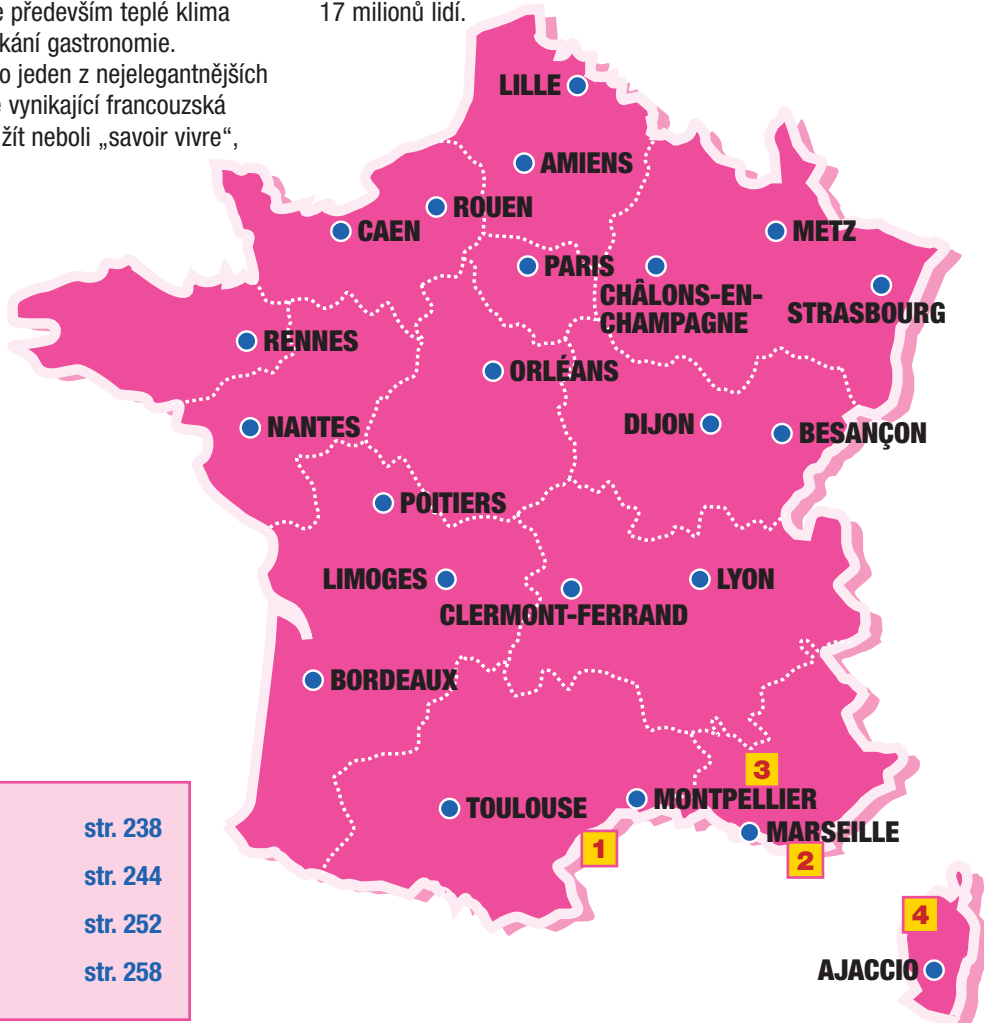 e především teplé klima
kání gastronomie.
o jeden z nejelegantnějších
vynikající francouzská
žít neboli „savoir vivre“,
17 milionů lidí.
LILLE
AMIENS
ROUEN
CAEN
METZ
PARIS
CHÂLONS-EN-
CHAMPAGNE
STRASBOURG
RENNES
ORLÉANS
NANTES
DIJON
BESANÇON
POITIERS
LIMOGES
LYON
CLERMONT-FERRAND
BORDEAUX
3
MONTPELLIER
TOULOUSE
MARSEILLE
1
2
4
AJACCIO
str. 238
str. 244
str. 252
str. 258